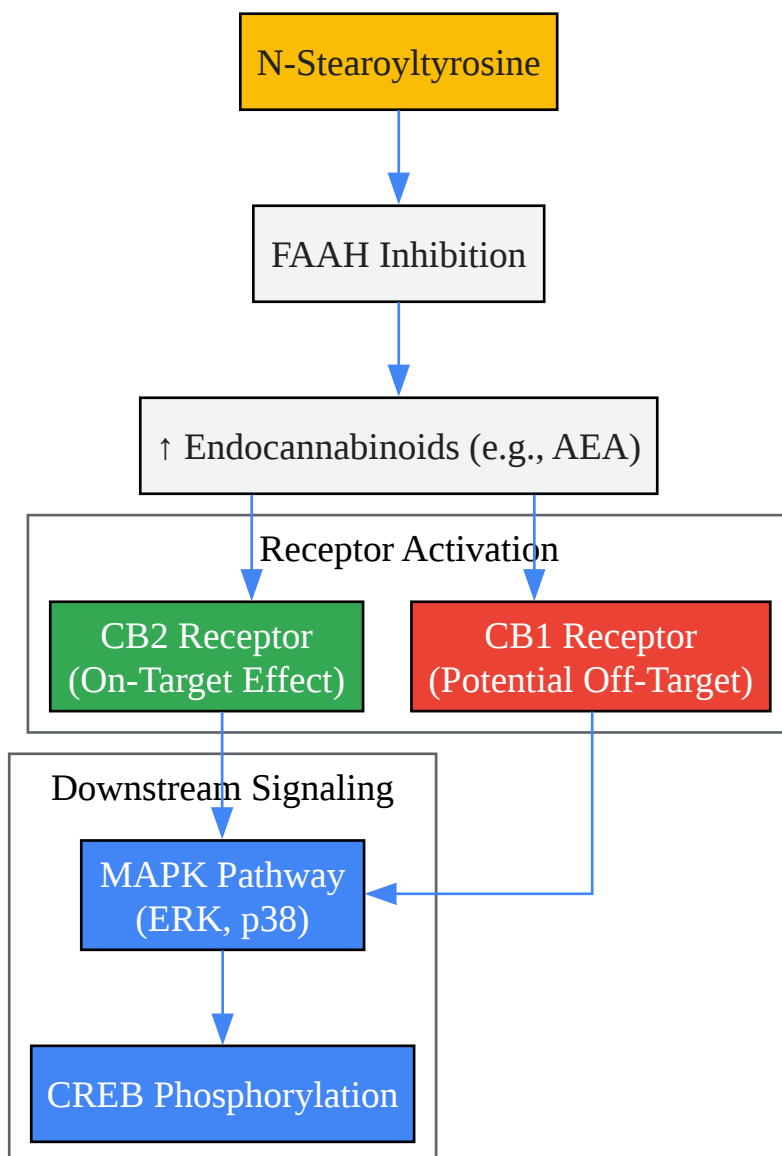 N-Stearoyltyrosine
FAAH Inhibition
↑ Endocannabinoids (e.g., AEA)
Receptor Activation
CB2 Receptor
(On-Target Effect)
CB1 Receptor
(Potential Off-Target)
Downstream Signaling
MAPK Pathway
(ERK, p38)
CREB Phosphorylation